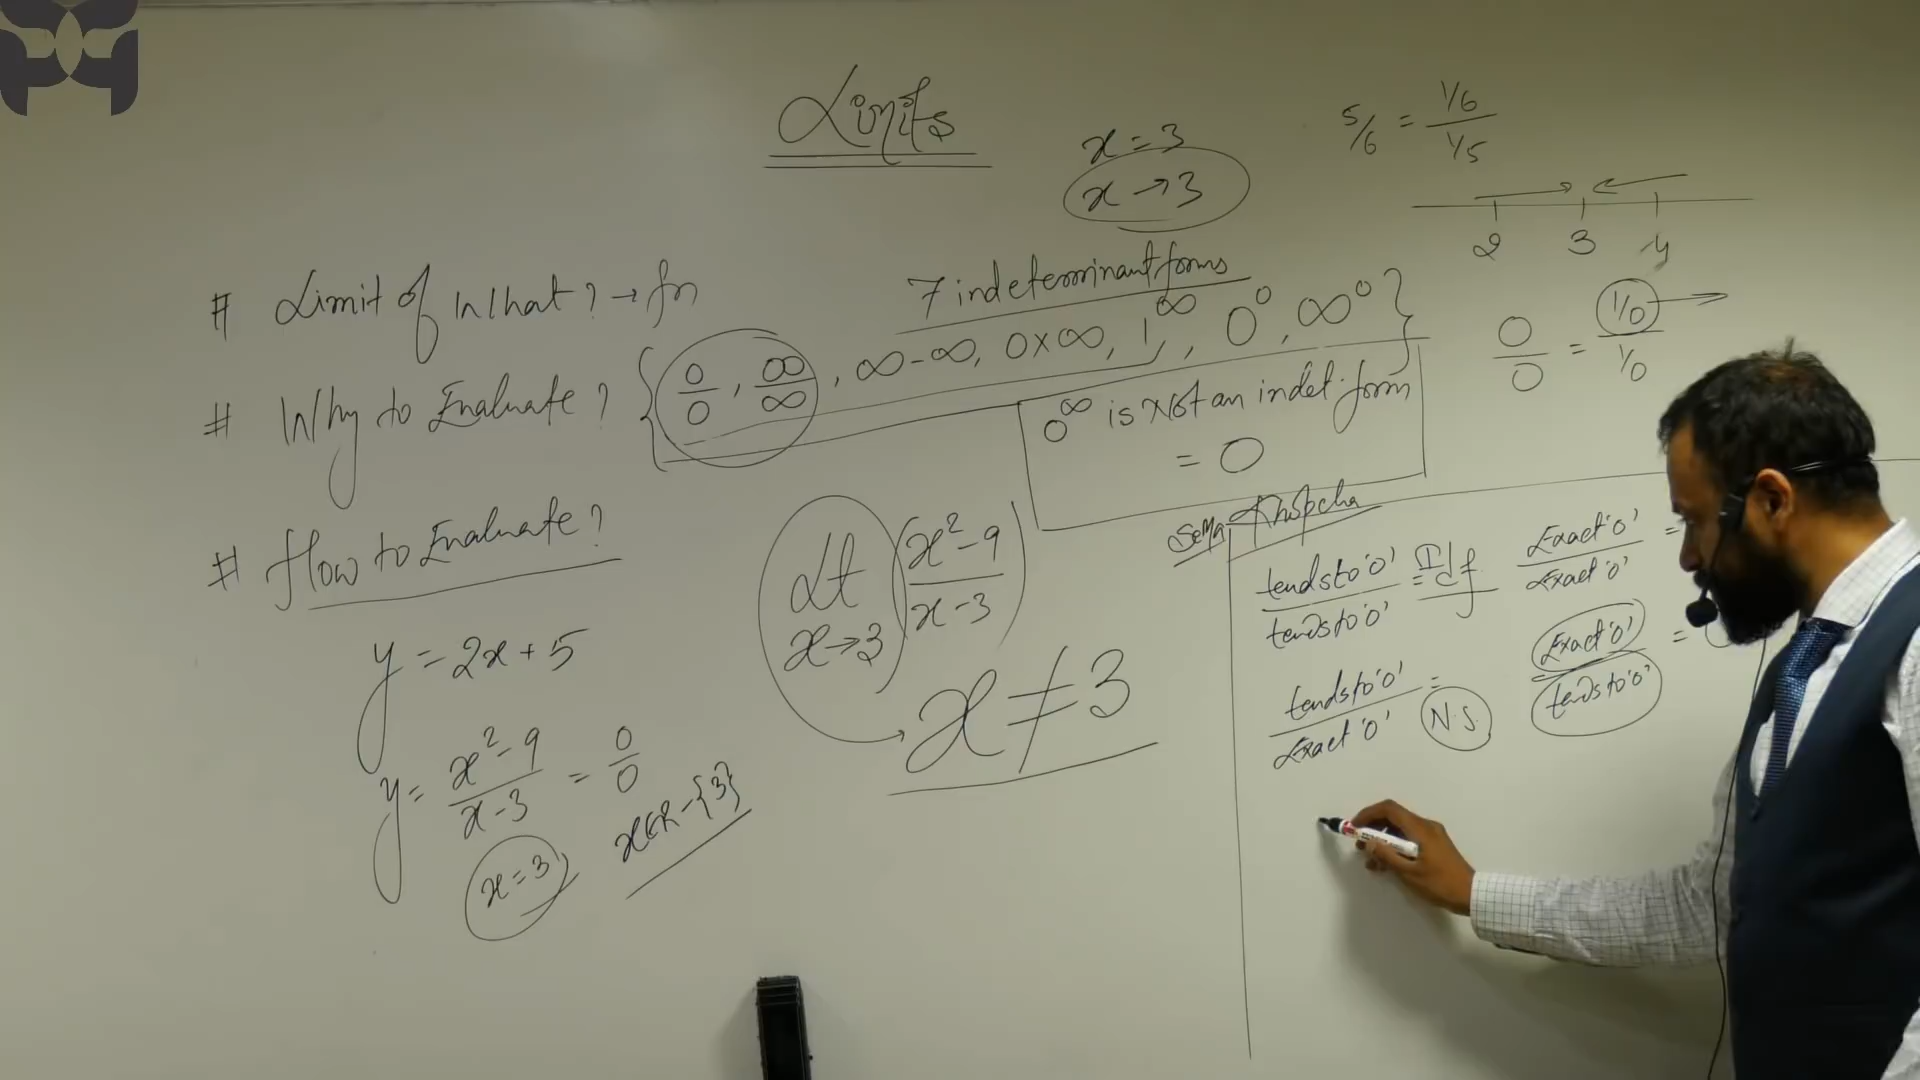 Limits
x = 3
x → 3
5/6 = 1/6 / 1/5
2 3 4
# Limit of What? → fn
7 indeterminant forms
# Why to Evaluate? { 0/0, ∞/∞, ∞-∞, 0×∞, 1^∞, 0^0, ∞^0 }
0/0 = 1/0 / 1/0
0^∞ is Not an indet form
= 0
# How to Evaluate?
y = 2x + 5
y = x²-9 / x-3 = 0/0
x = 3
x ∈ R - {3}
Lt x→3 (x²-9 / x-3)
x ≠ 3
tends to '0' / tends to '0' = Idf
Exact '0' / Exact '0' =
tends to '0' / Exact '0' = N.S.
Exact '0' / tends to '0' =